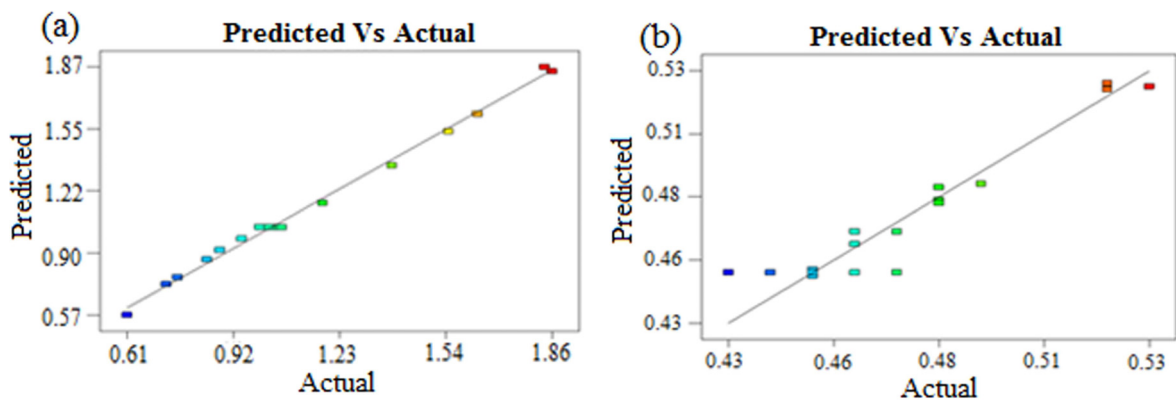 (a)
Predicted Vs Actual
Predicted
1.87
1.55
1.22
0.90
0.57
0.61 0.92 1.23 1.54 1.86
Actual
(b)
Predicted Vs Actual
Predicted
0.53
0.51
0.48
0.46
0.43
0.43 0.46 0.48 0.51 0.53
Actual